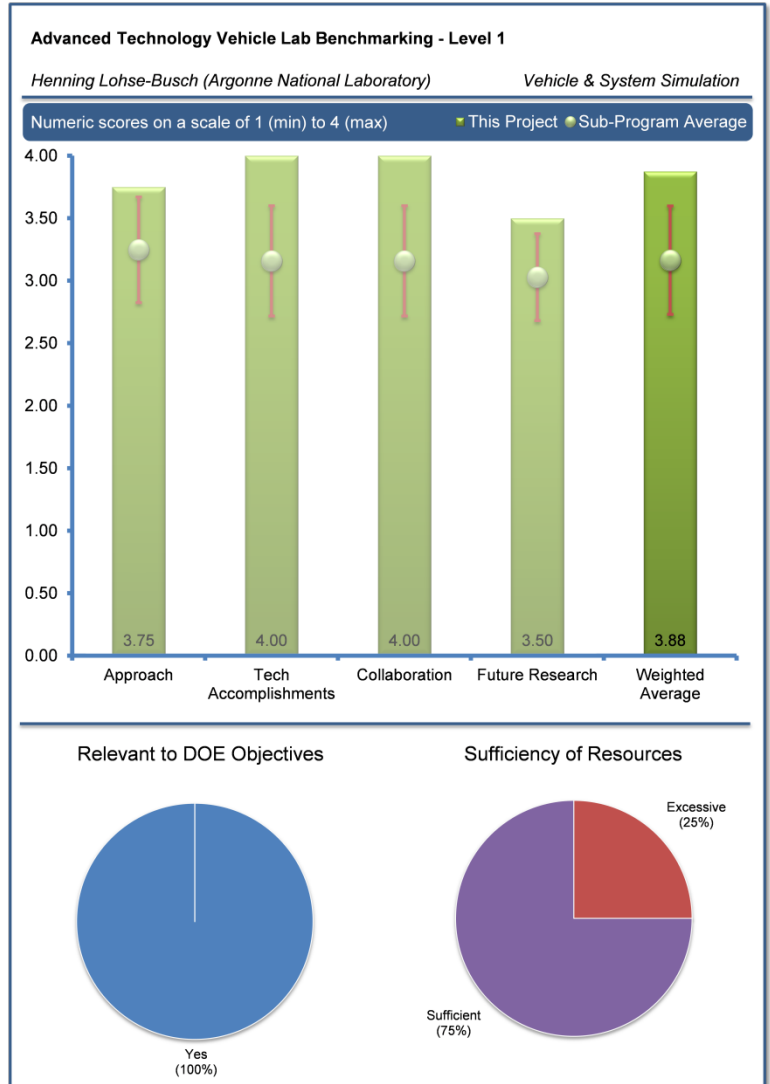 Advanced Technology Vehicle Lab Benchmarking - Level 1
Henning Lohse-Busch (Argonne National Laboratory) Vehicle & System Simulation
Numeric scores on a scale of 1 (min) to 4 (max) This Project Sub-Program Average
4.00
3.50
3.00
2.50
2.00
1.50
1.00
0.50
0.00
3.75 4.00 4.00 3.50 3.88
Approach Tech Collaboration Future Research Weighted
Accomplishments Average
Relevant to DOE Objectives Sufficiency of Resources
Excessive
(25%)
Sufficient
(75%)
Yes
(100%)